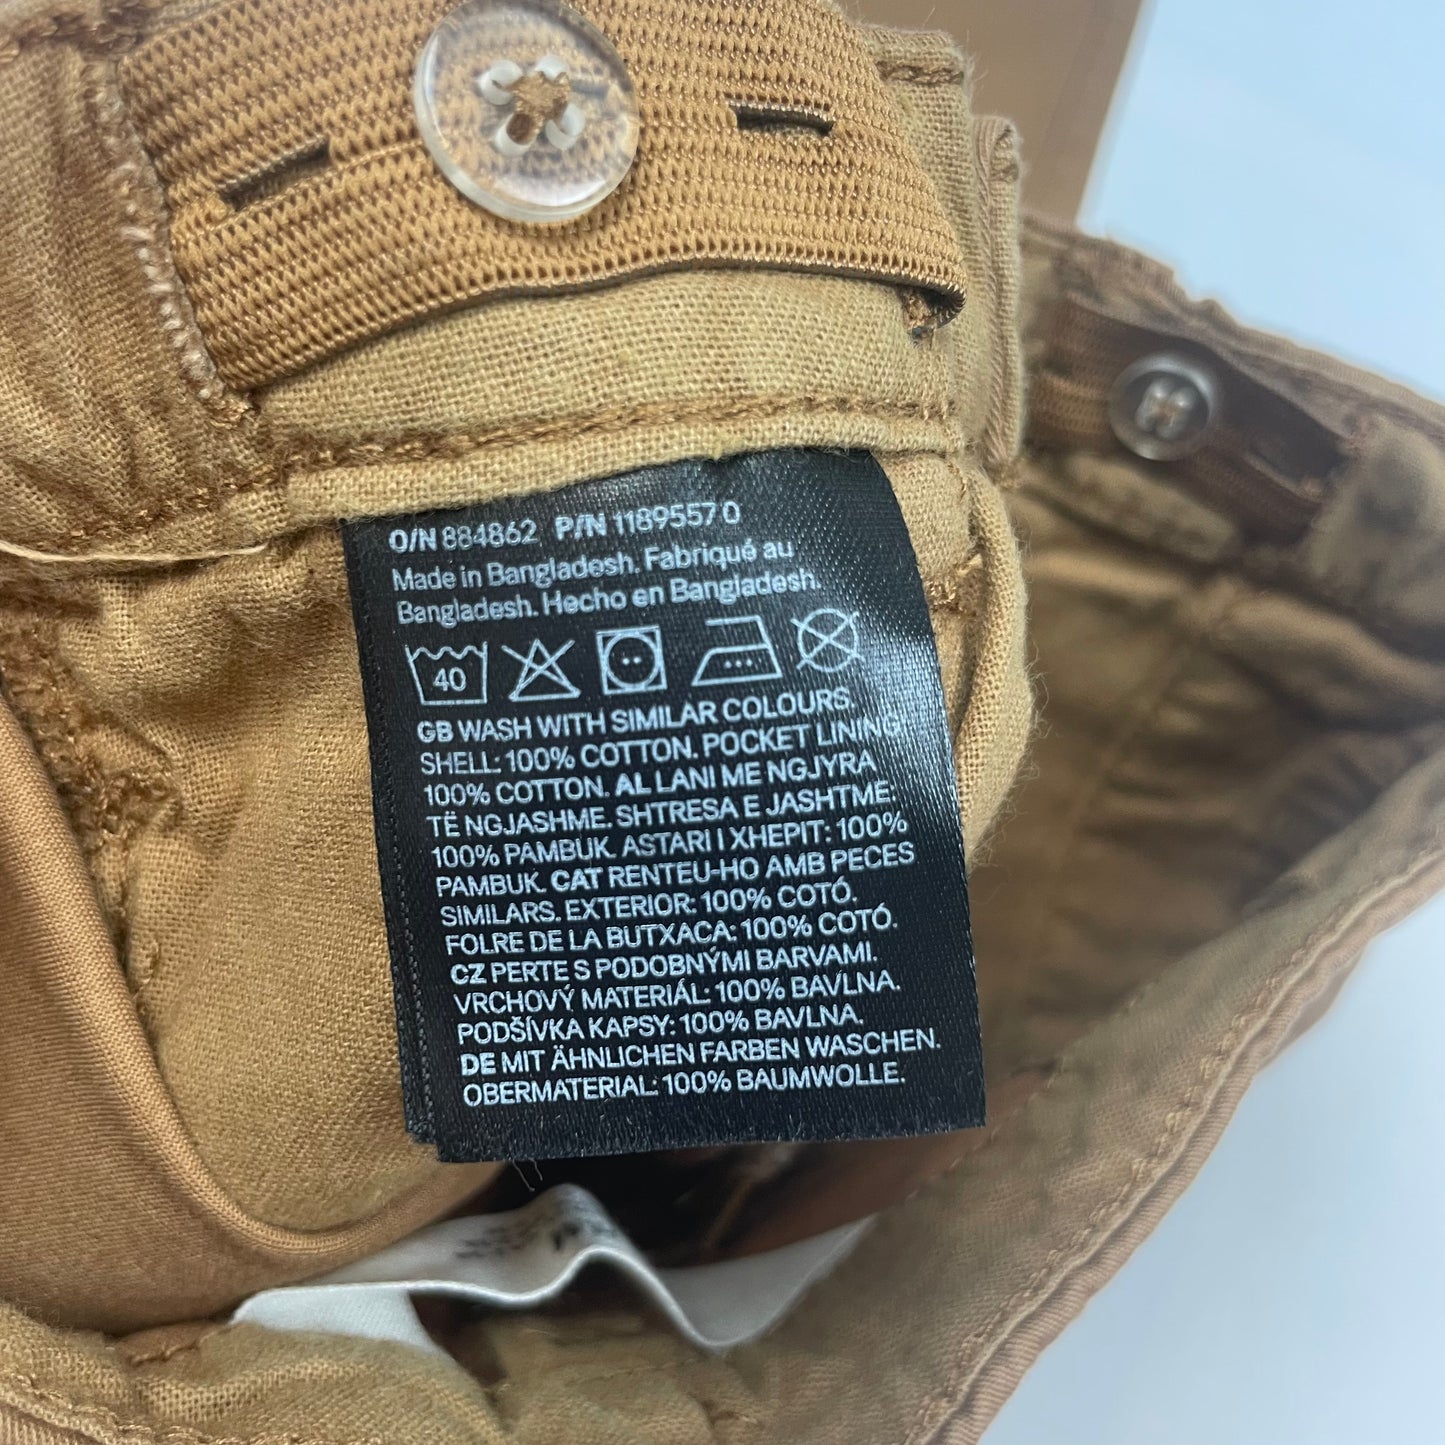 O/N 884862 P/N 1189557 0
Made in Bangladesh. Fabriqué au
Bangladesh. Hecho en Bangladesh.
40
GB WASH WITH SIMILAR COLOURS.
SHELL: 100% COTTON. POCKET LINING
100% COTTON. AL LANI ME NGJYRA
TË NGJASHME. SHTRESA E JASHTME:
100% PAMBUK. ASTARI I XHEPIT: 100%
PAMBUK. CAT RENTEU-HO AMB PECES
SIMILARS. EXTERIOR: 100% COTÓ.
FOLRE DE LA BUTXACA: 100% COTÓ.
CZ PERTE S PODOBNÝMI BARVAMI.
VRCHOVÝ MATERIÁL: 100% BAVLNA.
PODŠÍVKA KAPSY: 100% BAVLNA.
DE MIT ÄHNLICHEN FARBEN WASCHEN.
OBERMATERIAL: 100% BAUMWOLLE.